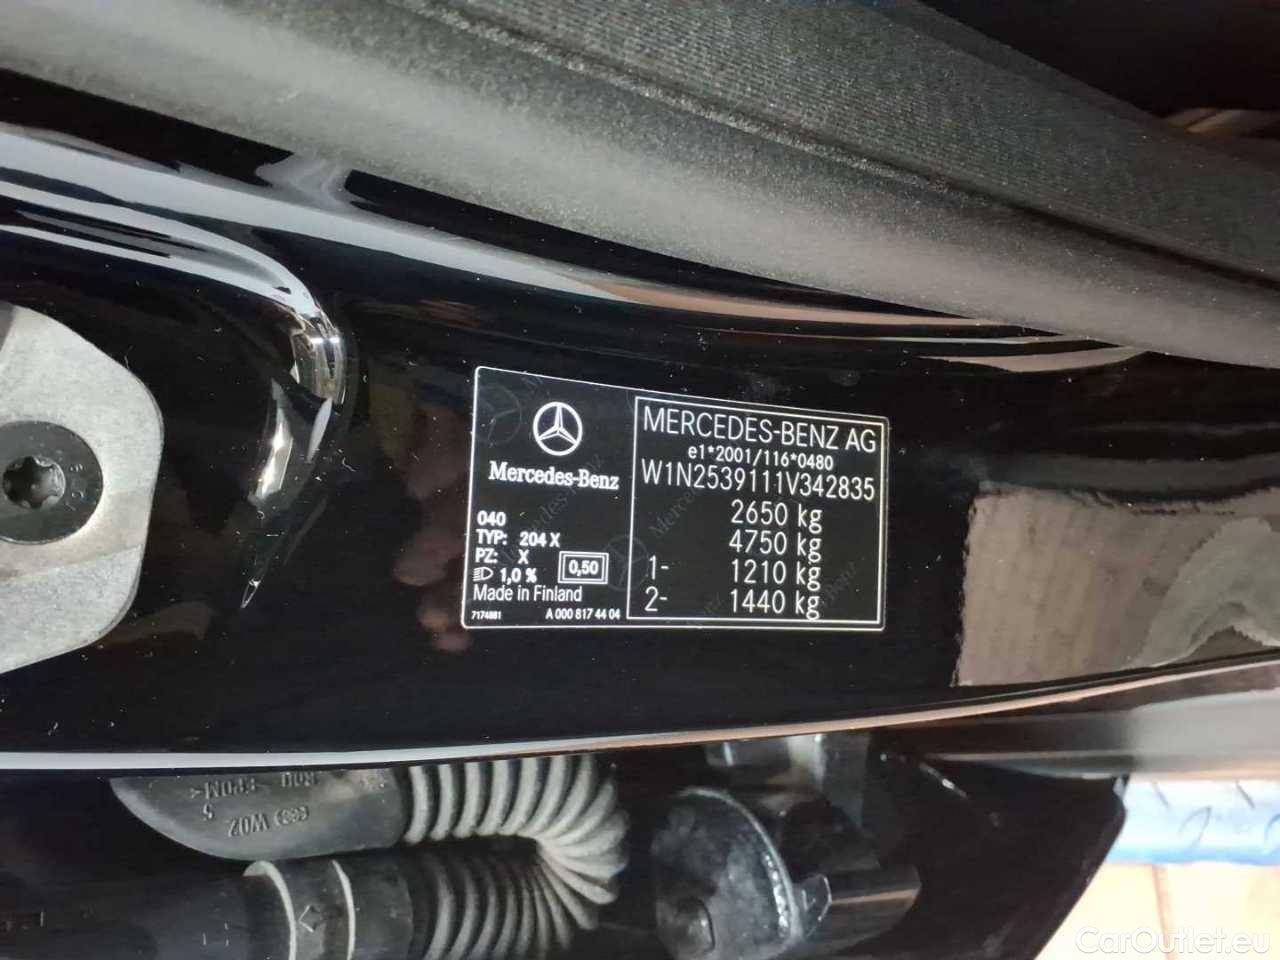 Mercedes-Benz
040
TYP: 204 X
PZ: X
1,0 %
0,50
Made in Finland
7174881
A 000 817 44 04
MERCEDES-BENZ AG
e1*2001/116*0480
W1N2539111V342835
2650 kg
4750 kg
1- 1210 kg
2- 1440 kg
W02
5
CarOutlet.eu